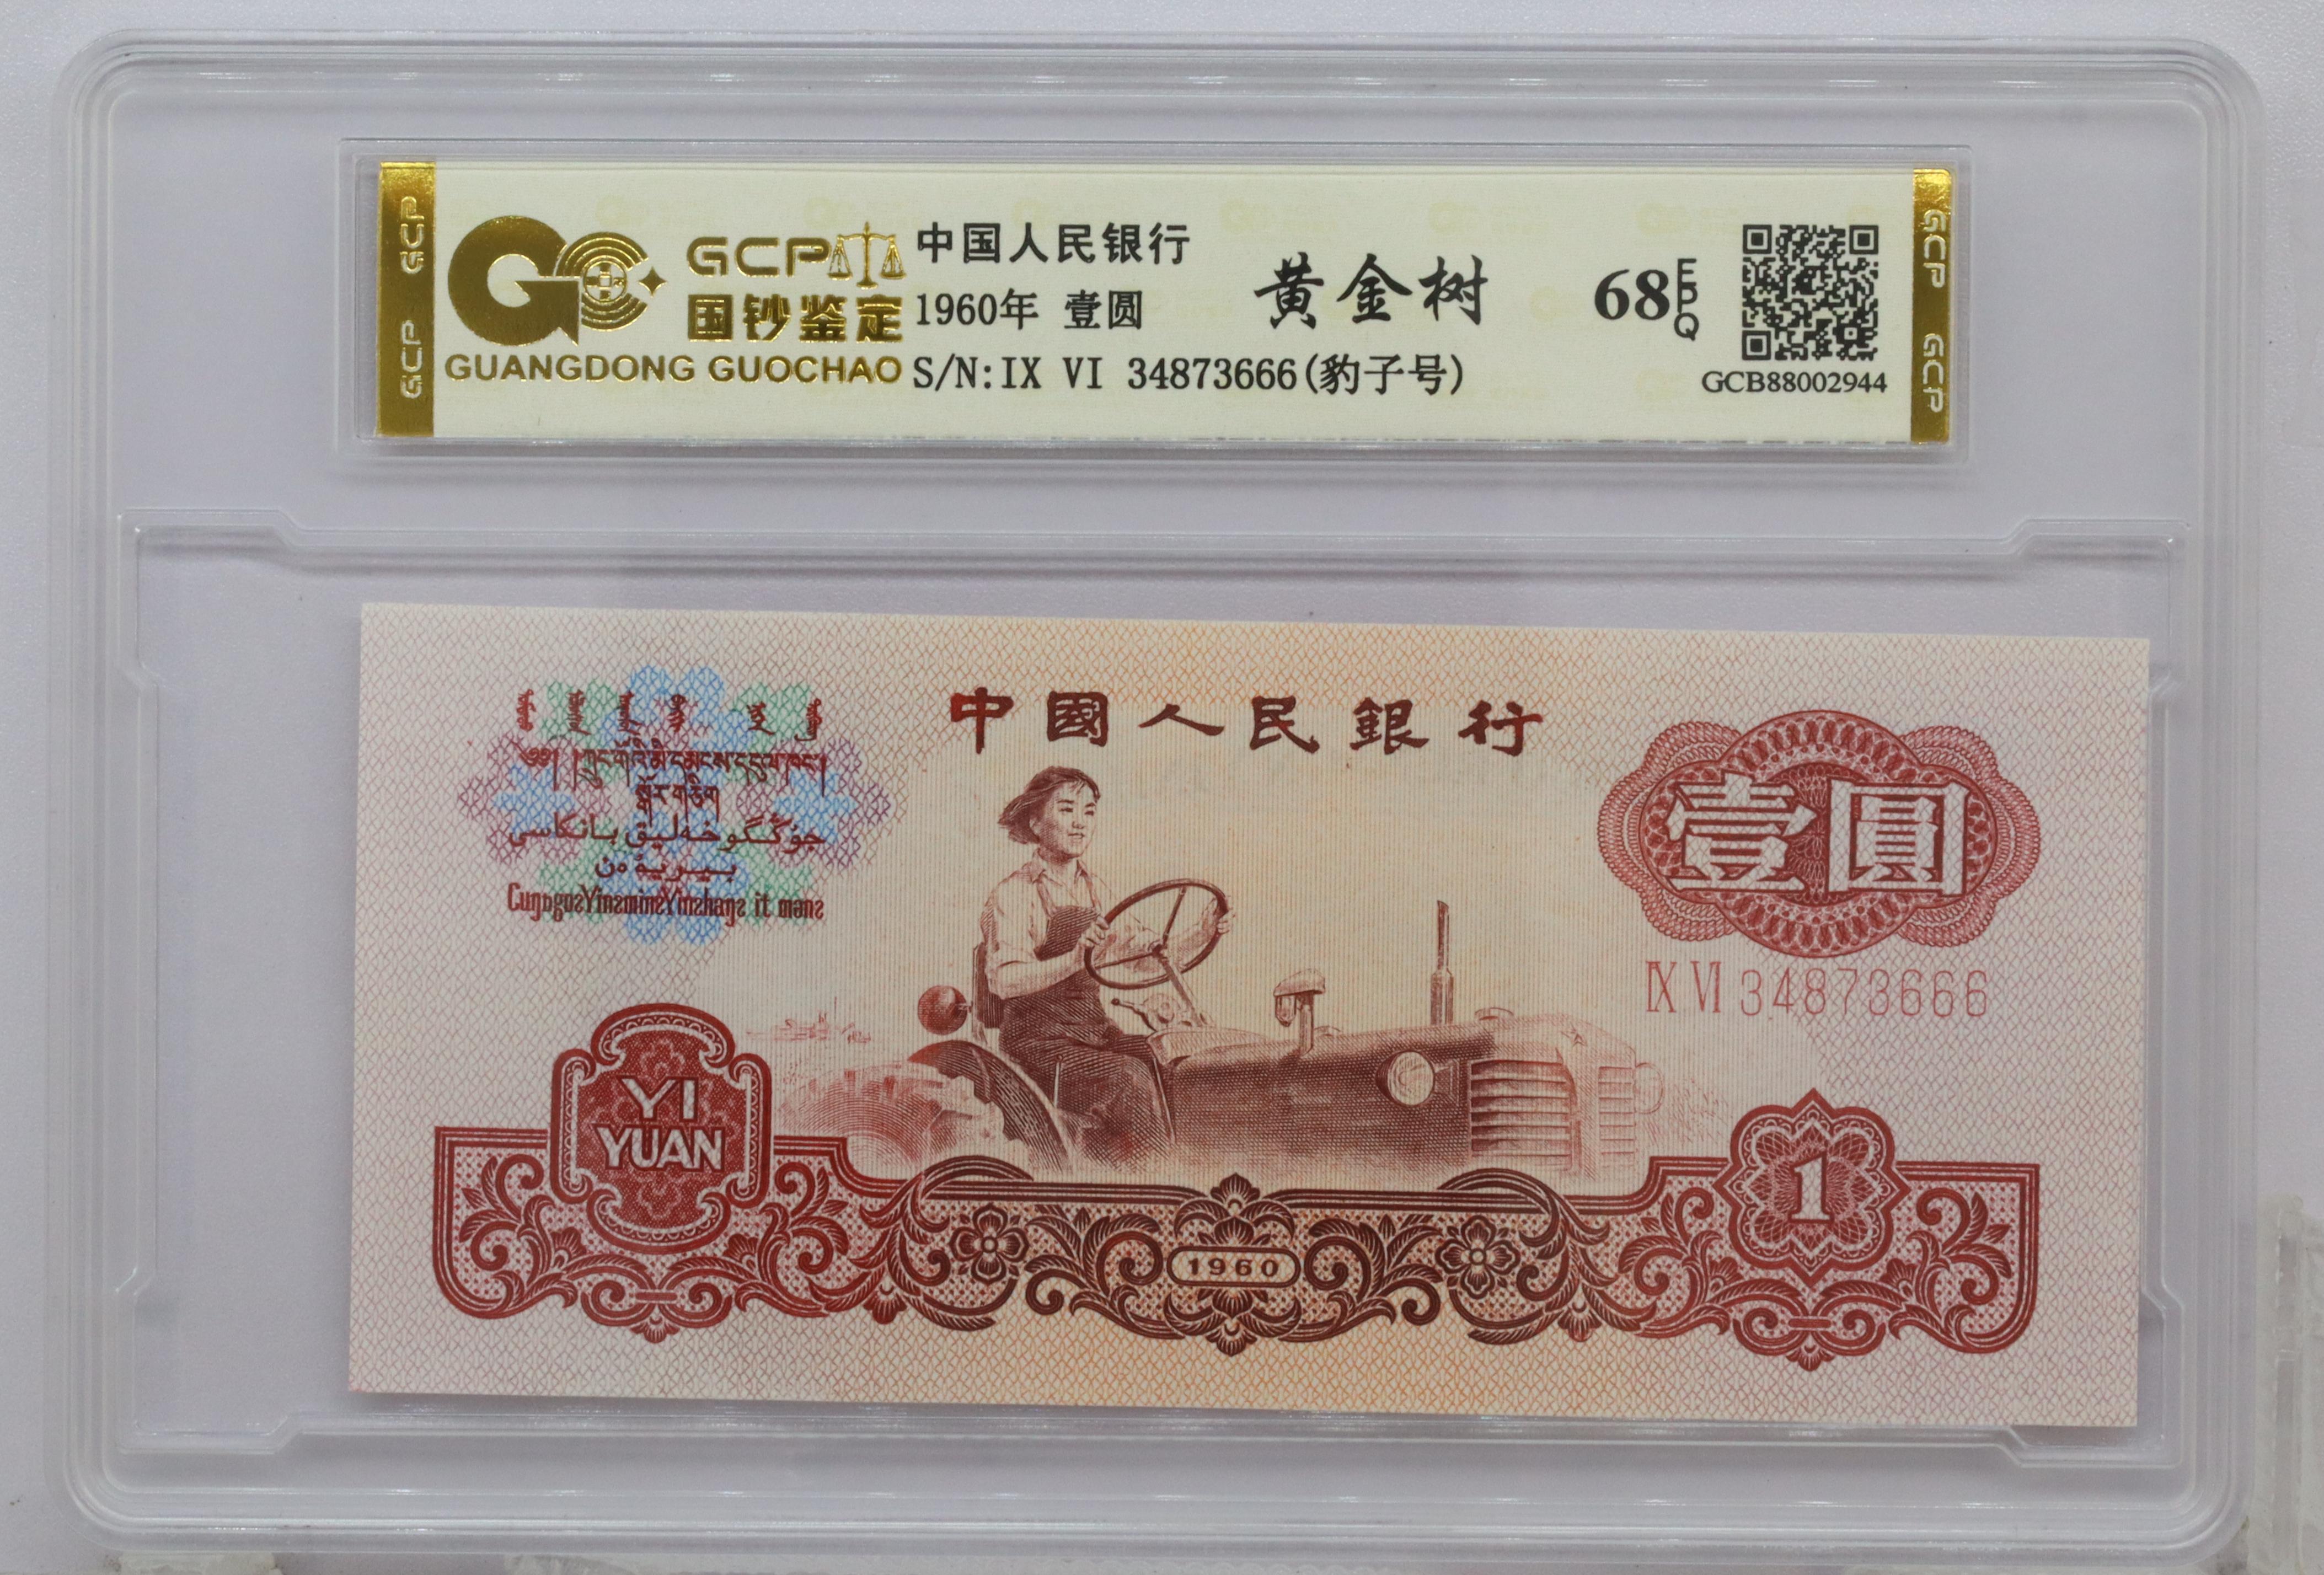 GCP GCP
GCP
国钞鉴定
GUANGDONG GUOCHAO
中国人民银行
1960年 壹圆
S/N:IX VI 34873666(豹子号)
黄金树
68 EPQ
GCB88002944
GCP GCP
中國人民銀行
壹圓
IX VI 34873666
YI
YUAN
1960
1